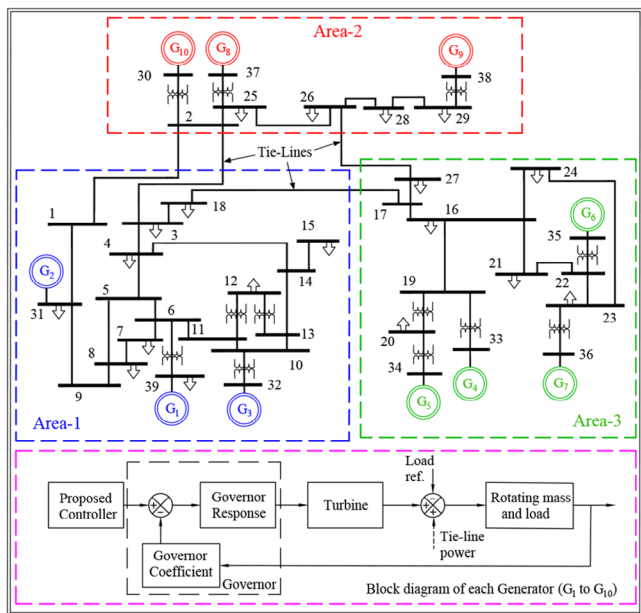 Area-2
G10
G8
G9
30
37
38
25
26
2
28
29
Tie-Lines
27
24
1
18
17
16
G6
3
15
35
4
G2
12
14
21
22
31
5
6
19
7
11
13
23
8
20
33
10
9
39
32
34
36
G1
G3
G5
G4
G7
Area-1
Area-3
Load
ref.
Proposed
Controller
Governor
Response
Turbine
Rotating mass
and load
Tie-line
power
Governor
Coefficient
Governor
Block diagram of each Generator (G1 to G10)